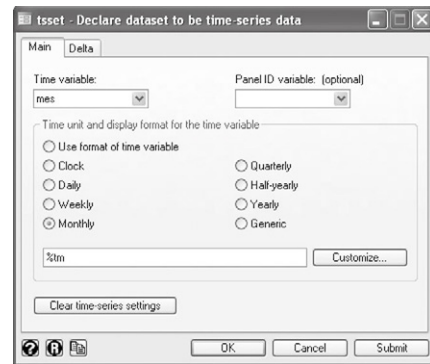 tsset - Declare dataset to be time-series data
Main Delta
Time variable: Panel ID variable: (optional)
mes
Time unit and display format for the time variable
Use format of time variable
Clock Quarterly
Daily Half-yearly
Weekly Yearly
Monthly Generic
%tm Customize...
Clear time-series settings
? R OK Cancel Submit